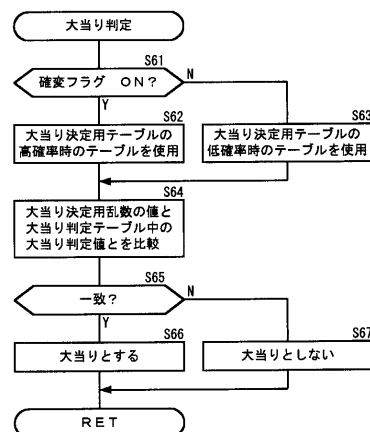 大当り判定
S61
確変フラグ ON?
N
Y
S62
大当り決定用テーブルの
高確率時のテーブルを使用
S63
大当り決定用テーブルの
低確率時のテーブルを使用
S64
大当り決定用乱数の値と
大当り判定テーブル中の
大当り判定値とを比較
S65
一致?
N
Y
S66
大当りとする
S67
大当りとしない
RET